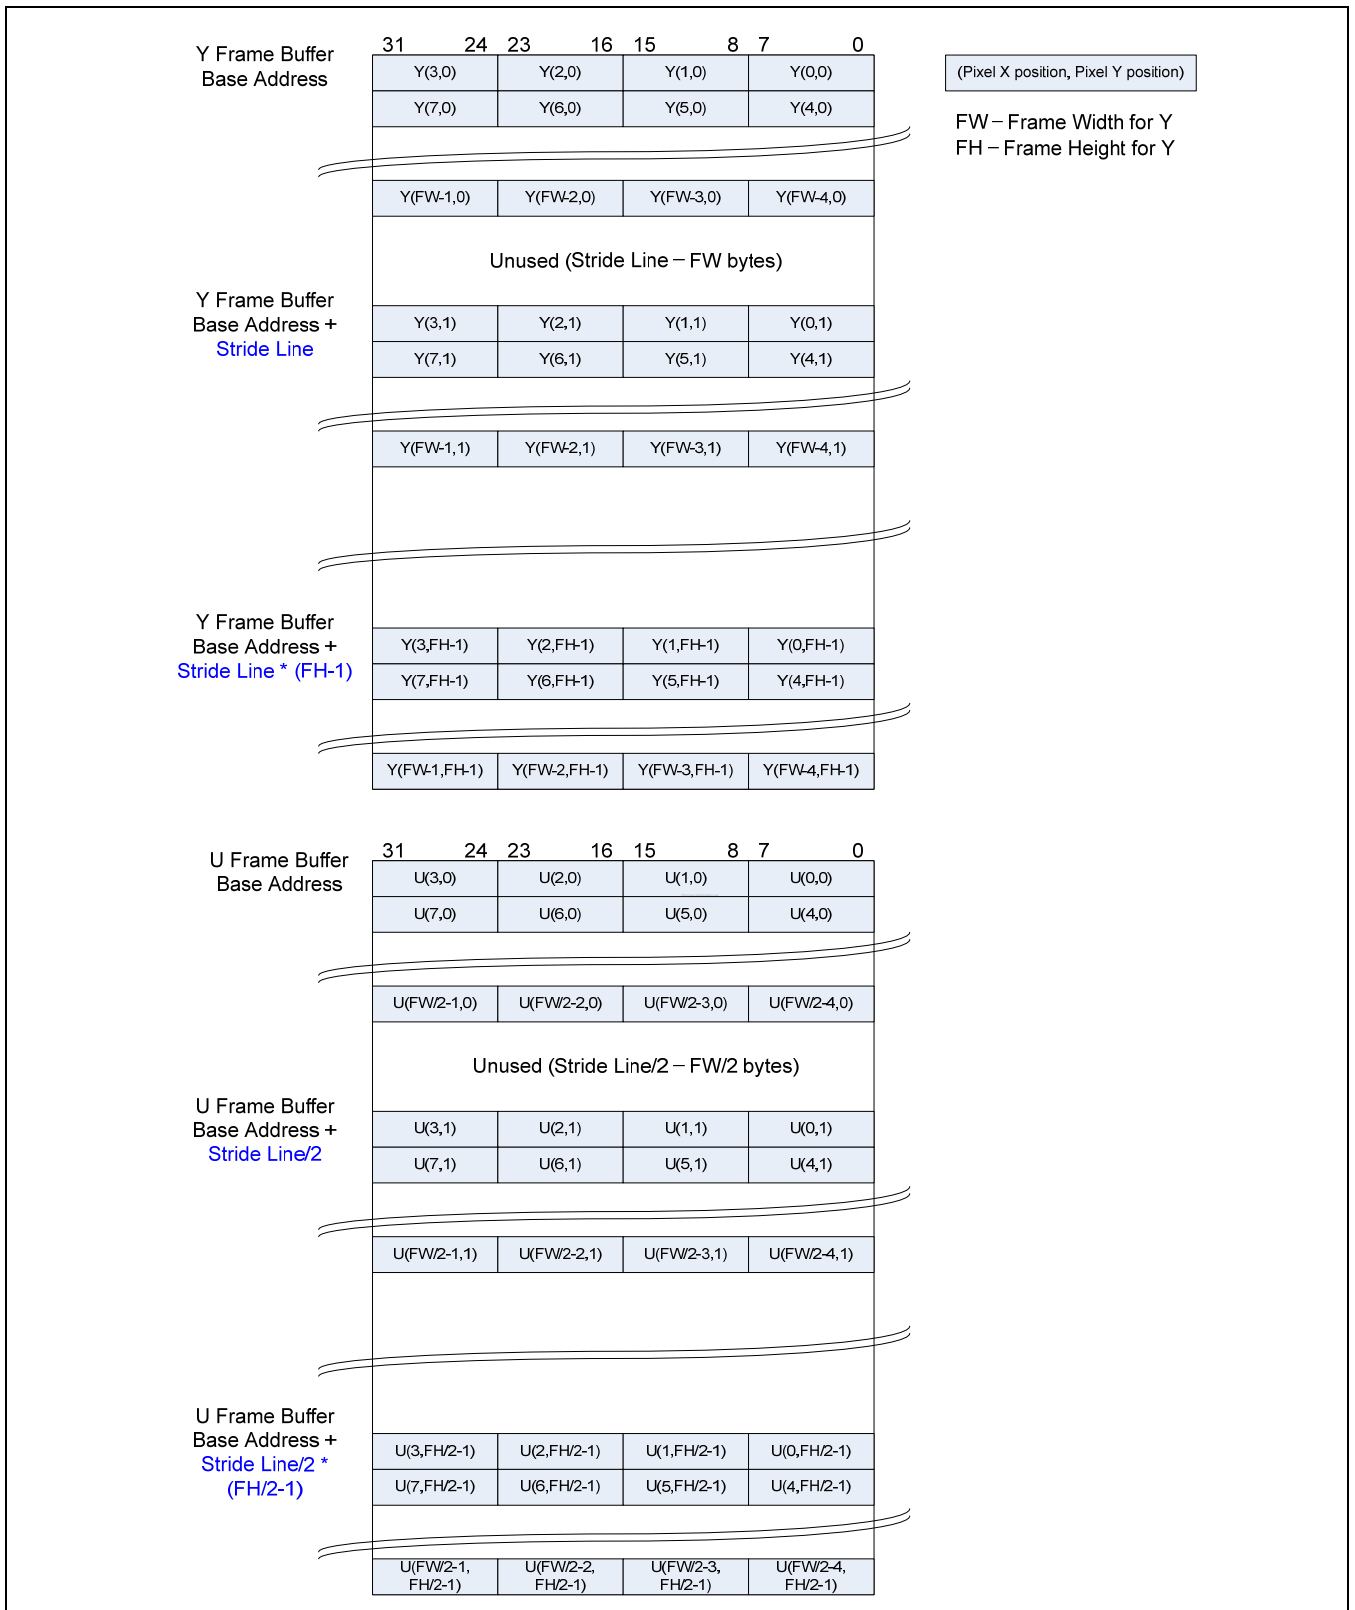 31 24 23 16 15 8 7 0
Y Frame Buffer
Base Address
Y(3,0) Y(2,0) Y(1,0) Y(0,0)
Y(7,0) Y(6,0) Y(5,0) Y(4,0)
(Pixel X position, Pixel Y position)
FW – Frame Width for Y
FH – Frame Height for Y
Y(FW-1,0) Y(FW-2,0) Y(FW-3,0) Y(FW-4,0)
Unused (Stride Line – FW bytes)
Y Frame Buffer
Base Address +
Stride Line
Y(3,1) Y(2,1) Y(1,1) Y(0,1)
Y(7,1) Y(6,1) Y(5,1) Y(4,1)
Y(FW-1,1) Y(FW-2,1) Y(FW-3,1) Y(FW-4,1)
Y Frame Buffer
Base Address +
Stride Line * (FH-1)
Y(3,FH-1) Y(2,FH-1) Y(1,FH-1) Y(0,FH-1)
Y(7,FH-1) Y(6,FH-1) Y(5,FH-1) Y(4,FH-1)
Y(FW-1,FH-1) Y(FW-2,FH-1) Y(FW-3,FH-1) Y(FW-4,FH-1)
31 24 23 16 15 8 7 0
U Frame Buffer
Base Address
U(3,0) U(2,0) U(1,0) U(0,0)
U(7,0) U(6,0) U(5,0) U(4,0)
U(FW/2-1,0) U(FW/2-2,0) U(FW/2-3,0) U(FW/2-4,0)
Unused (Stride Line/2 – FW/2 bytes)
U Frame Buffer
Base Address +
Stride Line/2
U(3,1) U(2,1) U(1,1) U(0,1)
U(7,1) U(6,1) U(5,1) U(4,1)
U(FW/2-1,1) U(FW/2-2,1) U(FW/2-3,1) U(FW/2-4,1)
U Frame Buffer
Base Address +
Stride Line/2 *
(FH/2-1)
U(3,FH/2-1) U(2,FH/2-1) U(1,FH/2-1) U(0,FH/2-1)
U(7,FH/2-1) U(6,FH/2-1) U(5,FH/2-1) U(4,FH/2-1)
U(FW/2-1, U(FW/2-2, U(FW/2-3, U(FW/2-4,
FH/2-1) FH/2-1) FH/2-1) FH/2-1)